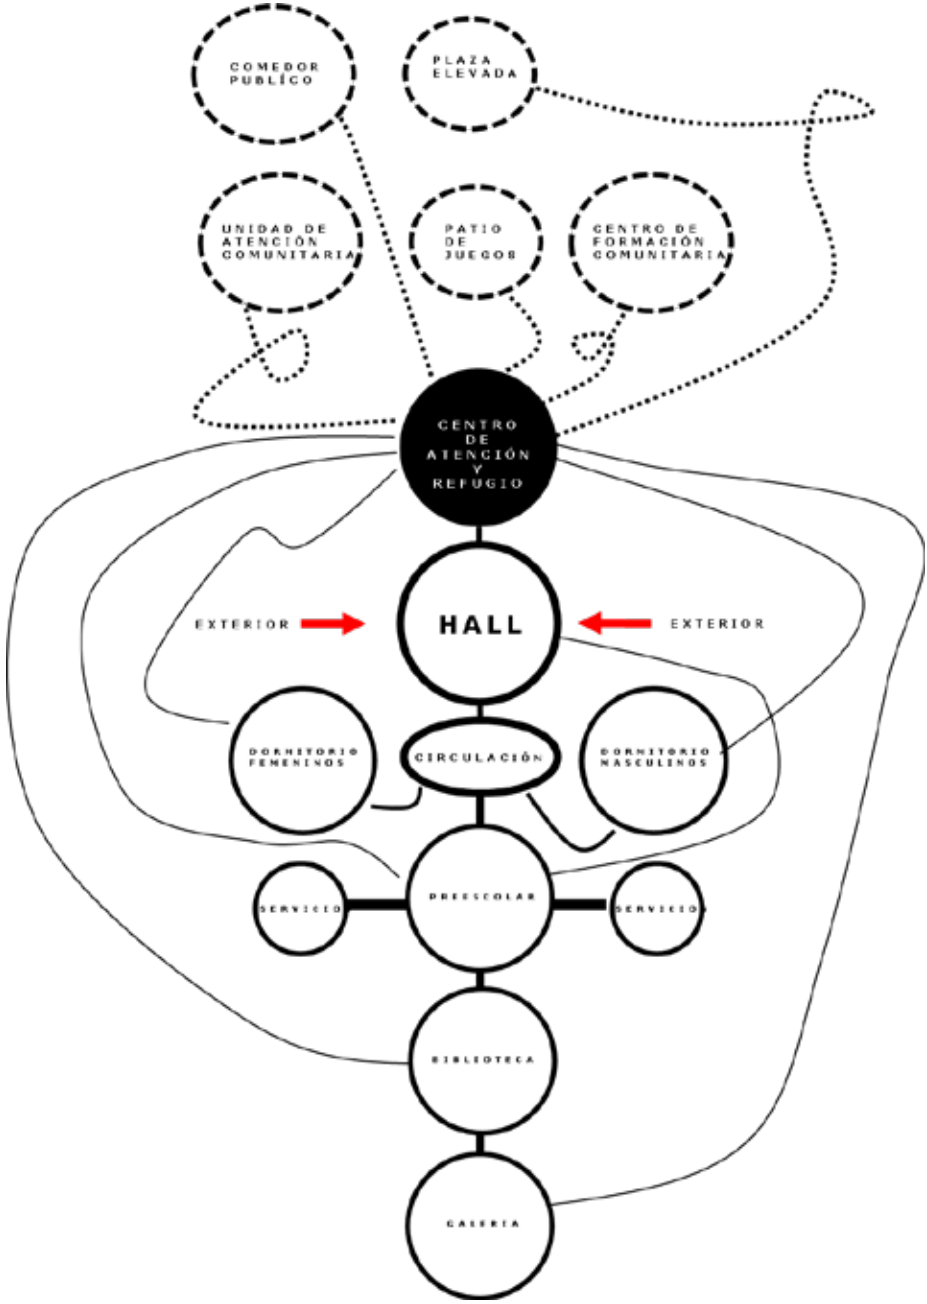 COMEDOR
PUBLÍCO
PLAZA
ELEVADA
UNIDAD DE
ATENCIÓN
COMUNITARIA
PATIO
DE
JUEGOS
CENTRO DE
FORMACIÓN
COMUNITARIA
CENTRO
DE
ATENCIÓN
Y
REFUGIO
EXTERIOR
HALL
EXTERIOR
DORMITORIO
FEMENINOS
CIRCULACIÓN
DORMITORIO
MASCULINOS
SERVICIO
PREESCOLAR
SERVICIO
BIBLIOTECA
GALERIA